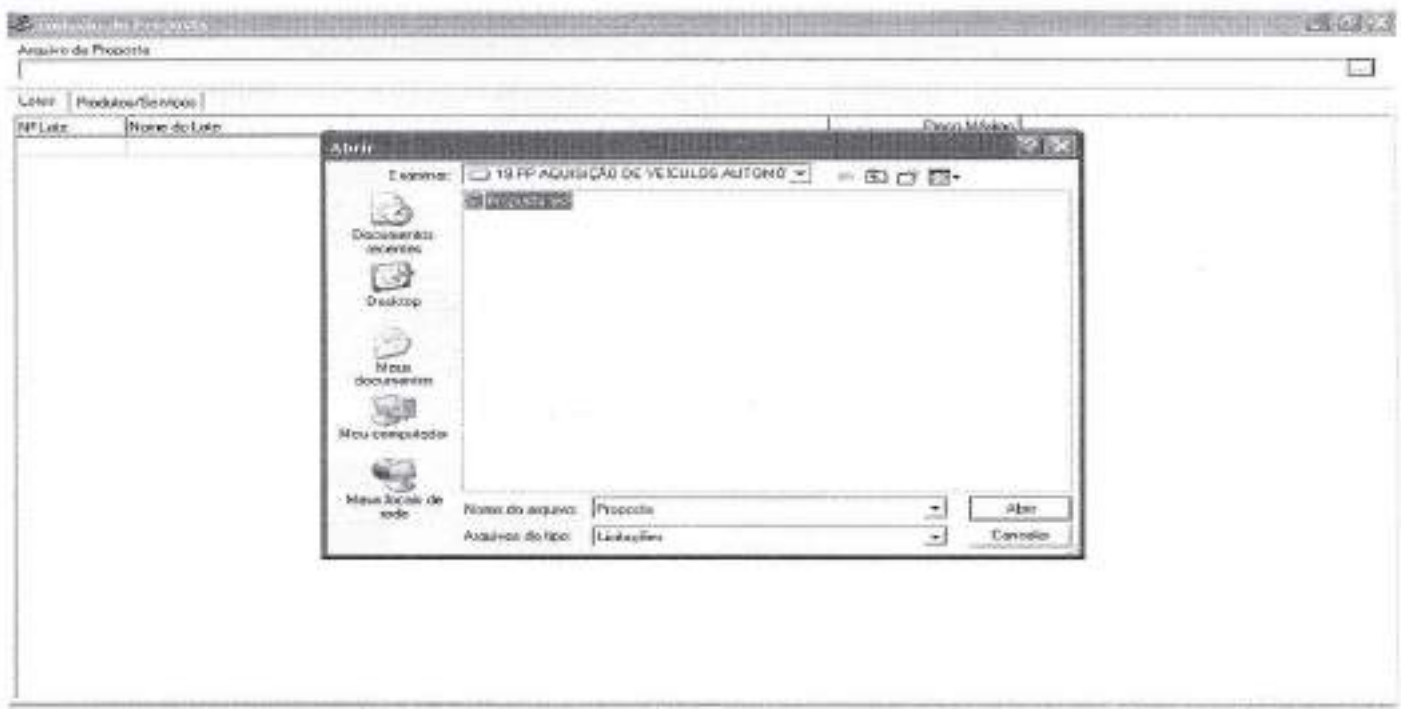 Arquivo de Proposta
...
Lotes
Produtos/Serviços
Nº Lote
Nome do Lote
Preço Máximo
Abrir
Examinar:
19 PP AQUISIÇÃO DE VEÍCULOS AUTOMO
Documentos
recentes
Desktop
Meus
documentos
Meu computador
Meus locais de
rede
Nome do arquivo:
Proposta
Abrir
Arquivos do tipo:
Licitações
Cancelar